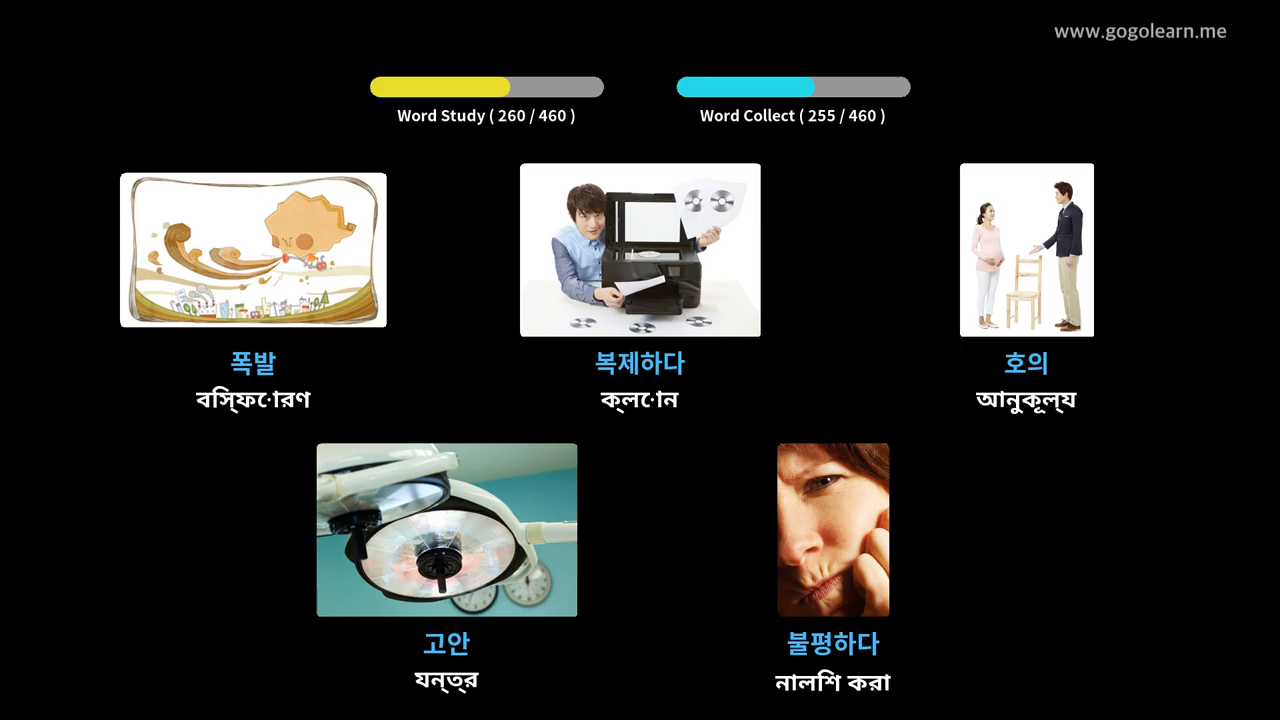 www.gogolearn.me
Word Study ( 260 / 460 )
Word Collect ( 255 / 460 )
폭발
বিস্ফোরণ
복제하다
ক্লোন
호의
আনুকূল্য
고안
যন্ত্র
불평하다
নালিশ করা